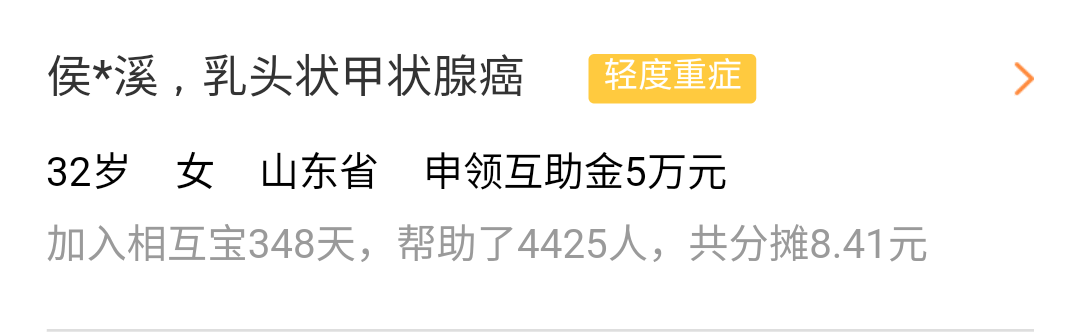 侯*溪，乳头状甲状腺癌 轻度重症
32岁 女 山东省 申领互助金5万元
加入相互宝348天，帮助了4425人，共分摊8.41元